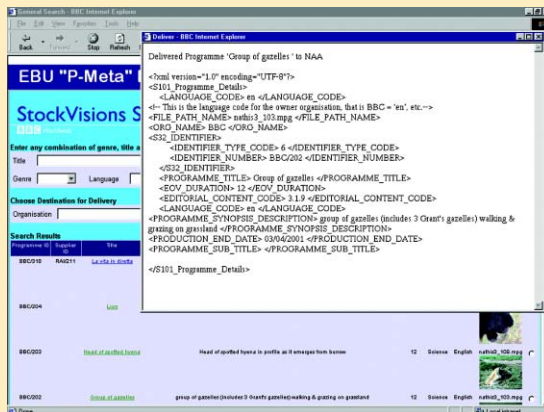 General Search - BBC Internet Explorer
File Edit View Favorites Tools Help
Back Forward Stop Refresh
Deliver - BBC Internet Explorer
Delivered Programme 'Group of gazelles ' to NAA
<?xml version="1.0" encoding="UTF-8"?>
<S101_Programme_Details>
<LANGUAGE_CODE> en </LANGUAGE_CODE>
<!-- This is the language code for the owner organisation, that is BBC = 'en', etc.-->
<FILE_PATH_NAME> nathis3_103.mpg </FILE_PATH_NAME>
<ORG_NAME> BBC </ORG_NAME>
<S32_IDENTIFIER>
<IDENTIFIER_TYPE_CODE> 6 </IDENTIFIER_TYPE_CODE>
<IDENTIFIER_NUMBER> BBC/202 </IDENTIFIER_NUMBER>
</S32_IDENTIFIER>
<PROGRAMME_TITLE> Group of gazelles </PROGRAMME_TITLE>
<EOV_DURATION> 12 </EOV_DURATION>
<EDITORIAL_CONTENT_CODE> 3.1.9 </EDITORIAL_CONTENT_CODE>
<LANGUAGE_CODE> en </LANGUAGE_CODE>
<PROGRAMME_SYNOPSIS_DESCRIPTION> group of gazelles (includes 3 Grant's gazelles) walking &
grazing on grassland </PROGRAMME_SYNOPSIS_DESCRIPTION>
<PRODUCTION_END_DATE> 03/04/2001 </PRODUCTION_END_DATE>
<PROGRAMME_SUB_TITLE> </PROGRAMME_SUB_TITLE>
</S101_Programme_Details>
EBU "P-Meta"
StockVisions S
BBC
Enter any combination of genre, title a
Title
Genre Language
Choose Destination for Delivery
Organisation
Search Results
Programme ID Supplier ID Title
BBC/210 RAI/211 La vita in diretta
BBC/204 Lion
BBC/203 Head of spotted hyena Head of spotted hyena in profile as it emerges from burrow 12 Science English nathis3_108.mpg
BBC/202 Group of gazelles group of gazelles (includes 3 Grant's gazelles) walking & grazing on grassland 12 Science English nathis3_103.mpg
Done Local intranet